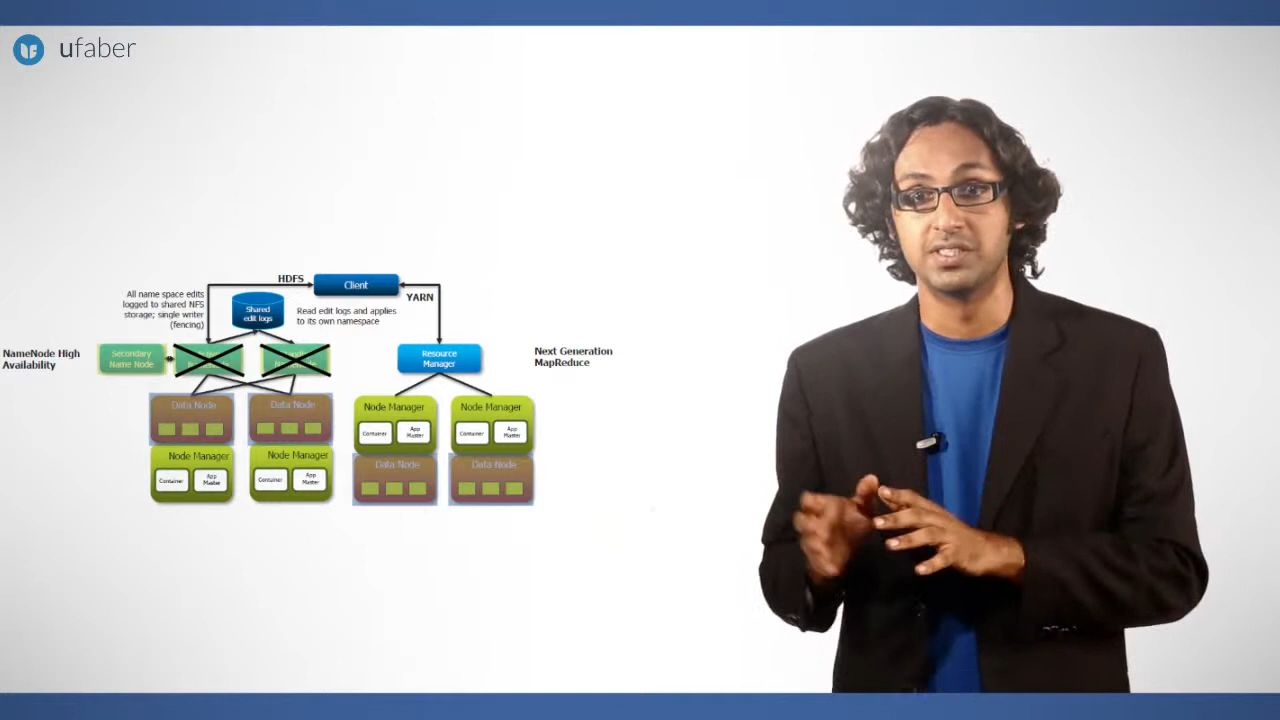 ufaber
HDFS
Client
YARN
All name space edits
logged to shared NFS
storage; single writer
(fencing)
Shared
edit logs
Read edit logs and applies
to its own namespace
NameNode High
Availability
Secondary
Name Node
Resource
Manager
Next Generation
MapReduce
Data Node
Data Node
Node Manager
Container
App
Master
Node Manager
Container
App
Master
Node Manager
Container
App
Master
Node Manager
Container
App
Master
Data Node
Data Node